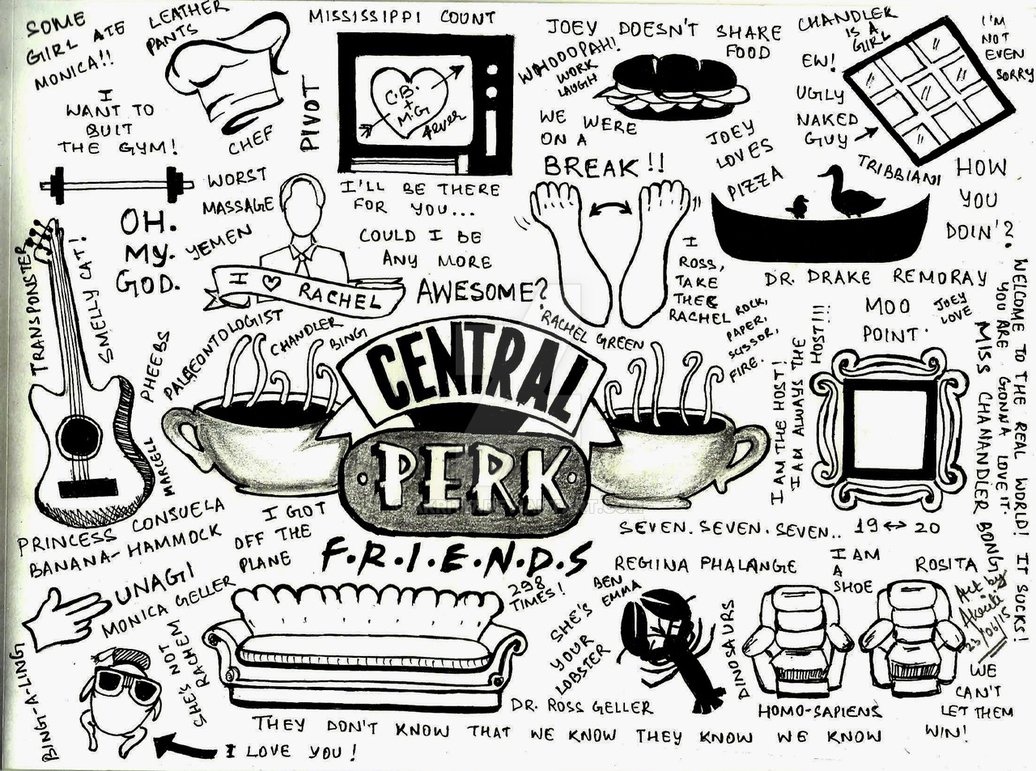 SOME
GIRL ATE
MONICA!!
LEATHER
PANTS
MISSISSIPPI COUNT
JOEY DOESN'T SHARE
FOOD
CHANDLER
IS A
GIRL
I'M
NOT
EVEN
SORRY
I
WANT TO
QUIT
THE GYM!
CHEF
PIVOT
C.B.
+
M.G
4ever
WHOOOPAH!
WORK
LAUGH
EW!
UGLY
NAKED
GUY
WE WERE
ON A
BREAK!!
JOEY
LOVES
PIZZA
TRIBBIANI
HOW
YOU
DOIN'?
WORST
MASSAGE
I'LL BE THERE
FOR YOU...
OH.
MY.
GOD.
YEMEN
I ♡ RACHEL
COULD I BE
ANY MORE
AWESOME?
I
ROSS,
TAKE
THEE
RACHEL
DR. DRAKE REMORAY
TRANSPONSTER
SMELLY CAT!
PHEEBS
PALAEONTOLOGIST
CHANDLER
BING
RACHEL GREEN
ROCK,
PAPER,
SCISSOR,
FIRE.
I AM THE HOST!
I AM ALWAYS THE
HOST!!!
MOO
POINT.
JOEY
LOVE
WELCOME TO THE REAL WORLD! IT SUCKS!
YOU ARE GONNA LOVE IT.
MISS CHANANDLER BONG!
CENTRAL
PERK
MARCEL
PRINCESS CONSUELA
BANANA-HAMMOCK
I GOT
OFF THE
PLANE
F.R.I.E.N.D.S
SEVEN. SEVEN. SEVEN..
19 ↔ 20
UNAGI
MONICA GELLER
298
TIMES!
BEN
EMMA
REGINA PHALANGE
I AM
A
SHOE
ROSITA
Art by
23/06/15
BING-A-LING
SHE'S NOT
RACHEM
SHE'S
YOUR
LOBSTER
DINOSAURS
DR. ROSS GELLER
HOMO-SAPIENS
WE
CAN'T
LET THEM
WIN!
THEY DON'T KNOW THAT WE KNOW THEY KNOW WE KNOW
I LOVE YOU!